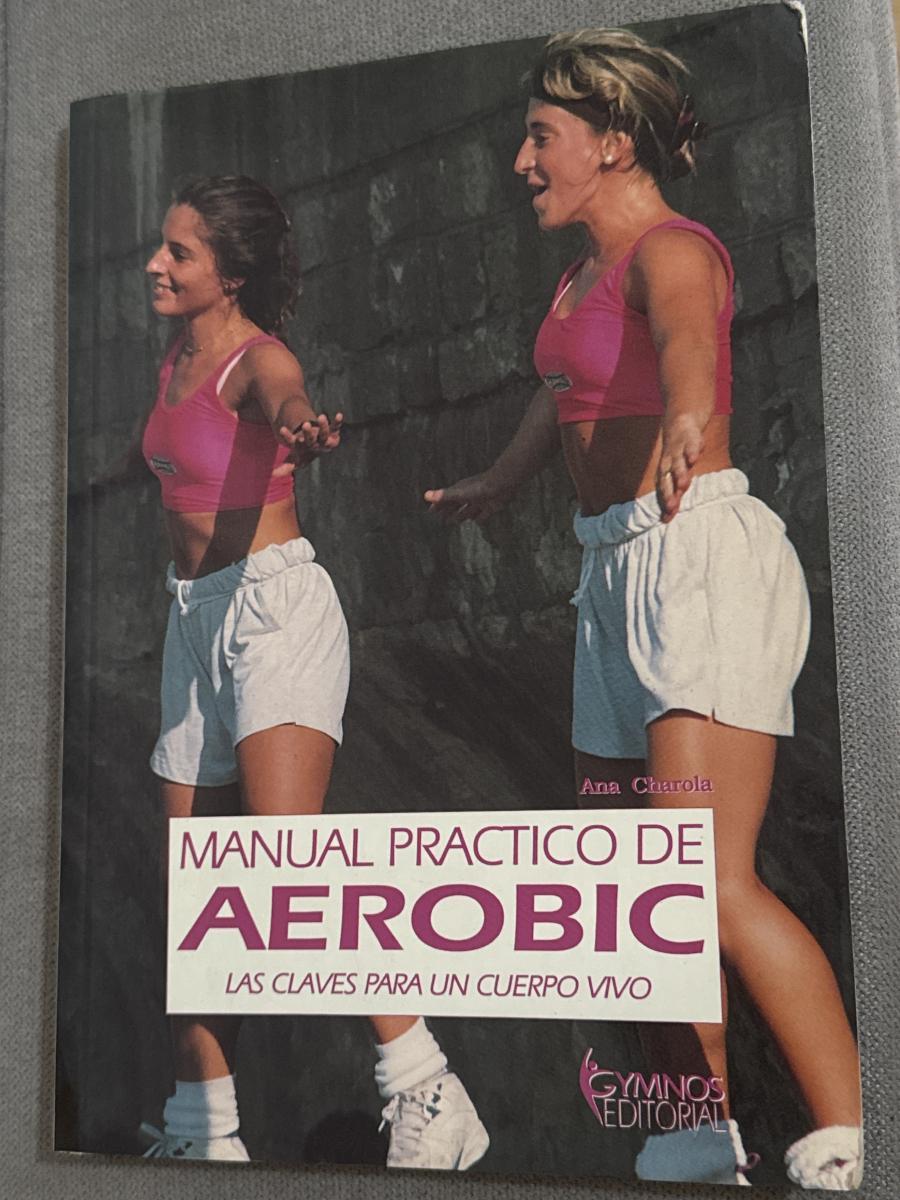 Ana Charola
MANUAL PRACTICO DE
AEROBIC
LAS CLAVES PARA UN CUERPO VIVO
GYMNOS
EDITORIAL